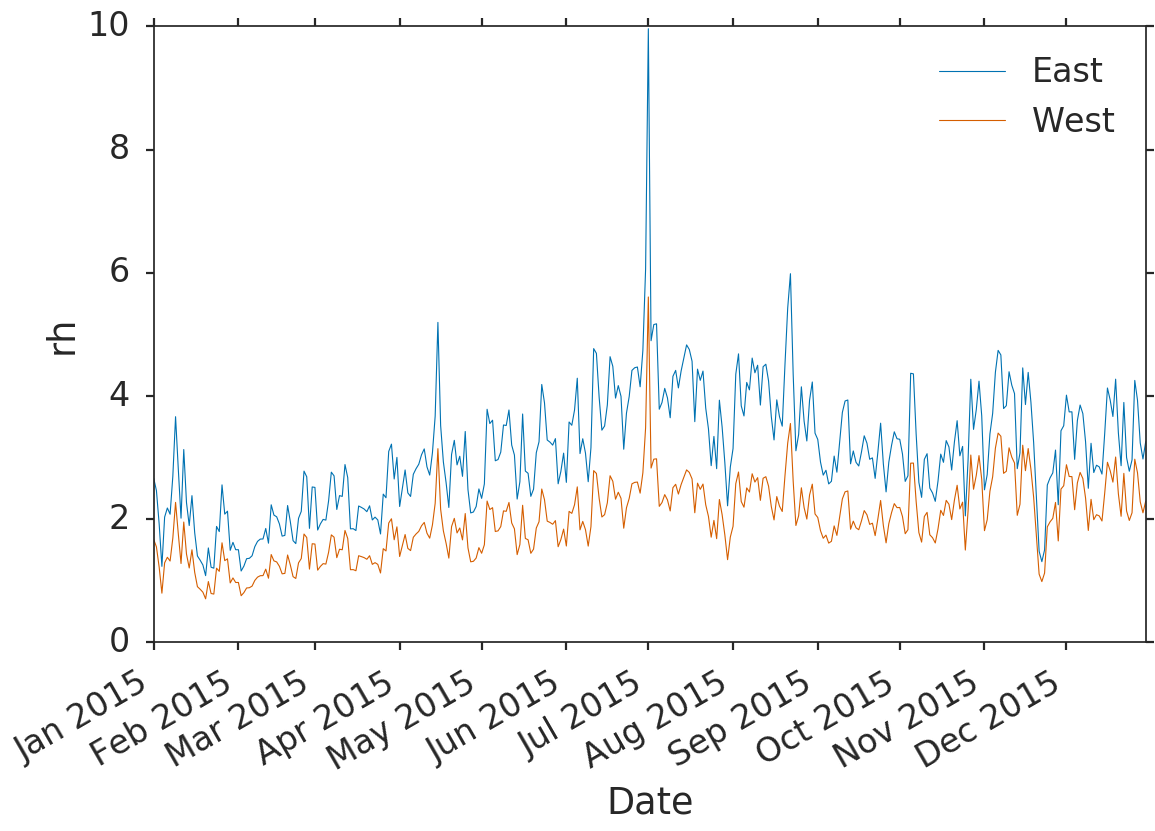 10
8
6
4
2
0
rh
East
West
Jan 2015
Feb 2015
Mar 2015
Apr 2015
May 2015
Jun 2015
Jul 2015
Aug 2015
Sep 2015
Oct 2015
Nov 2015
Dec 2015
Date